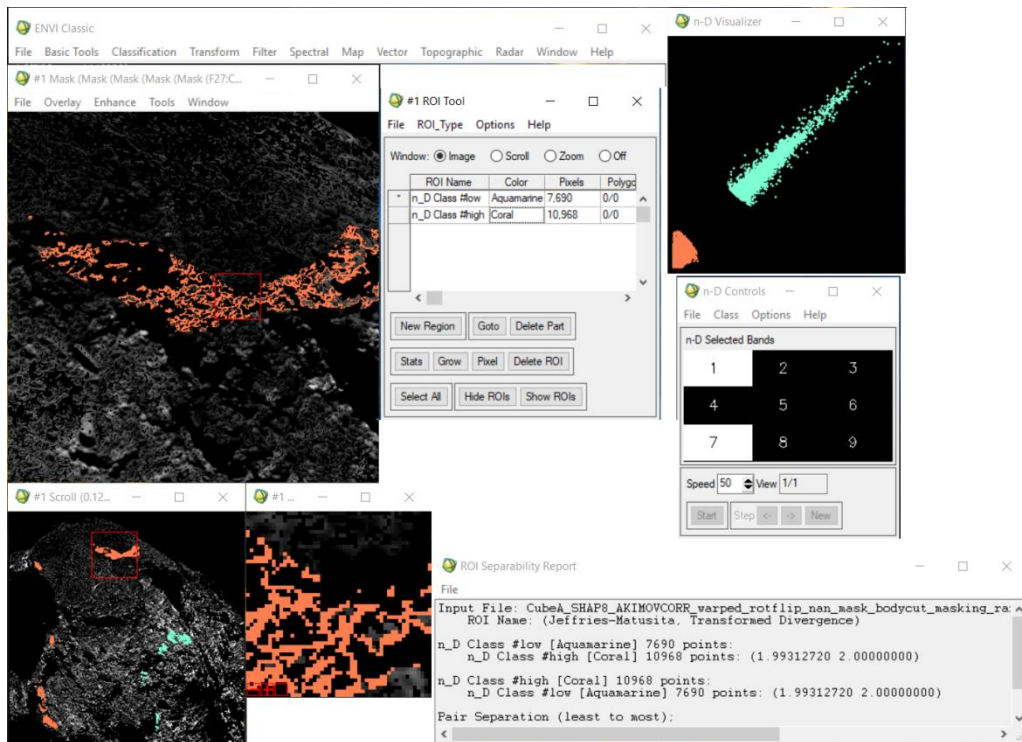 ENVI Classic
File Basic Tools Classification Transform Filter Spectral Map Vector Topographic Radar Window Help
#1 Mask (Mask (Mask (Mask (Mask (F27:C...
File Overlay Enhance Tools Window
#1 ROI Tool
File ROI_Type Options Help
Window: Image Scroll Zoom Off
ROI Name Color Pixels Polygo
* n_D Class #low Aquamarine 7,690 0/0
n_D Class #high Coral 10,968 0/0
New Region Goto Delete Part
Stats Grow Pixel Delete ROI
Select All Hide ROIs Show ROIs
n-D Visualizer
n-D Controls
File Class Options Help
n-D Selected Bands
1 2 3
4 5 6
7 8 9
Speed 50 View 1/1
Start Step <- -> New
#1 Scroll (0.12...
#1 ...
ROI Separability Report
File
Input File: CubeA_SHAP8_AKIMOVCORR_warped_rotflip_nan_mask_bodycut_masking_ra
ROI Name: (Jeffries-Matusita, Transformed Divergence)
n_D Class #low [Aquamarine] 7690 points:
n_D Class #high [Coral] 10968 points: (1.99312720 2.00000000)
n_D Class #high [Coral] 10968 points:
n_D Class #low [Aquamarine] 7690 points: (1.99312720 2.00000000)
Pair Separation (least to most);